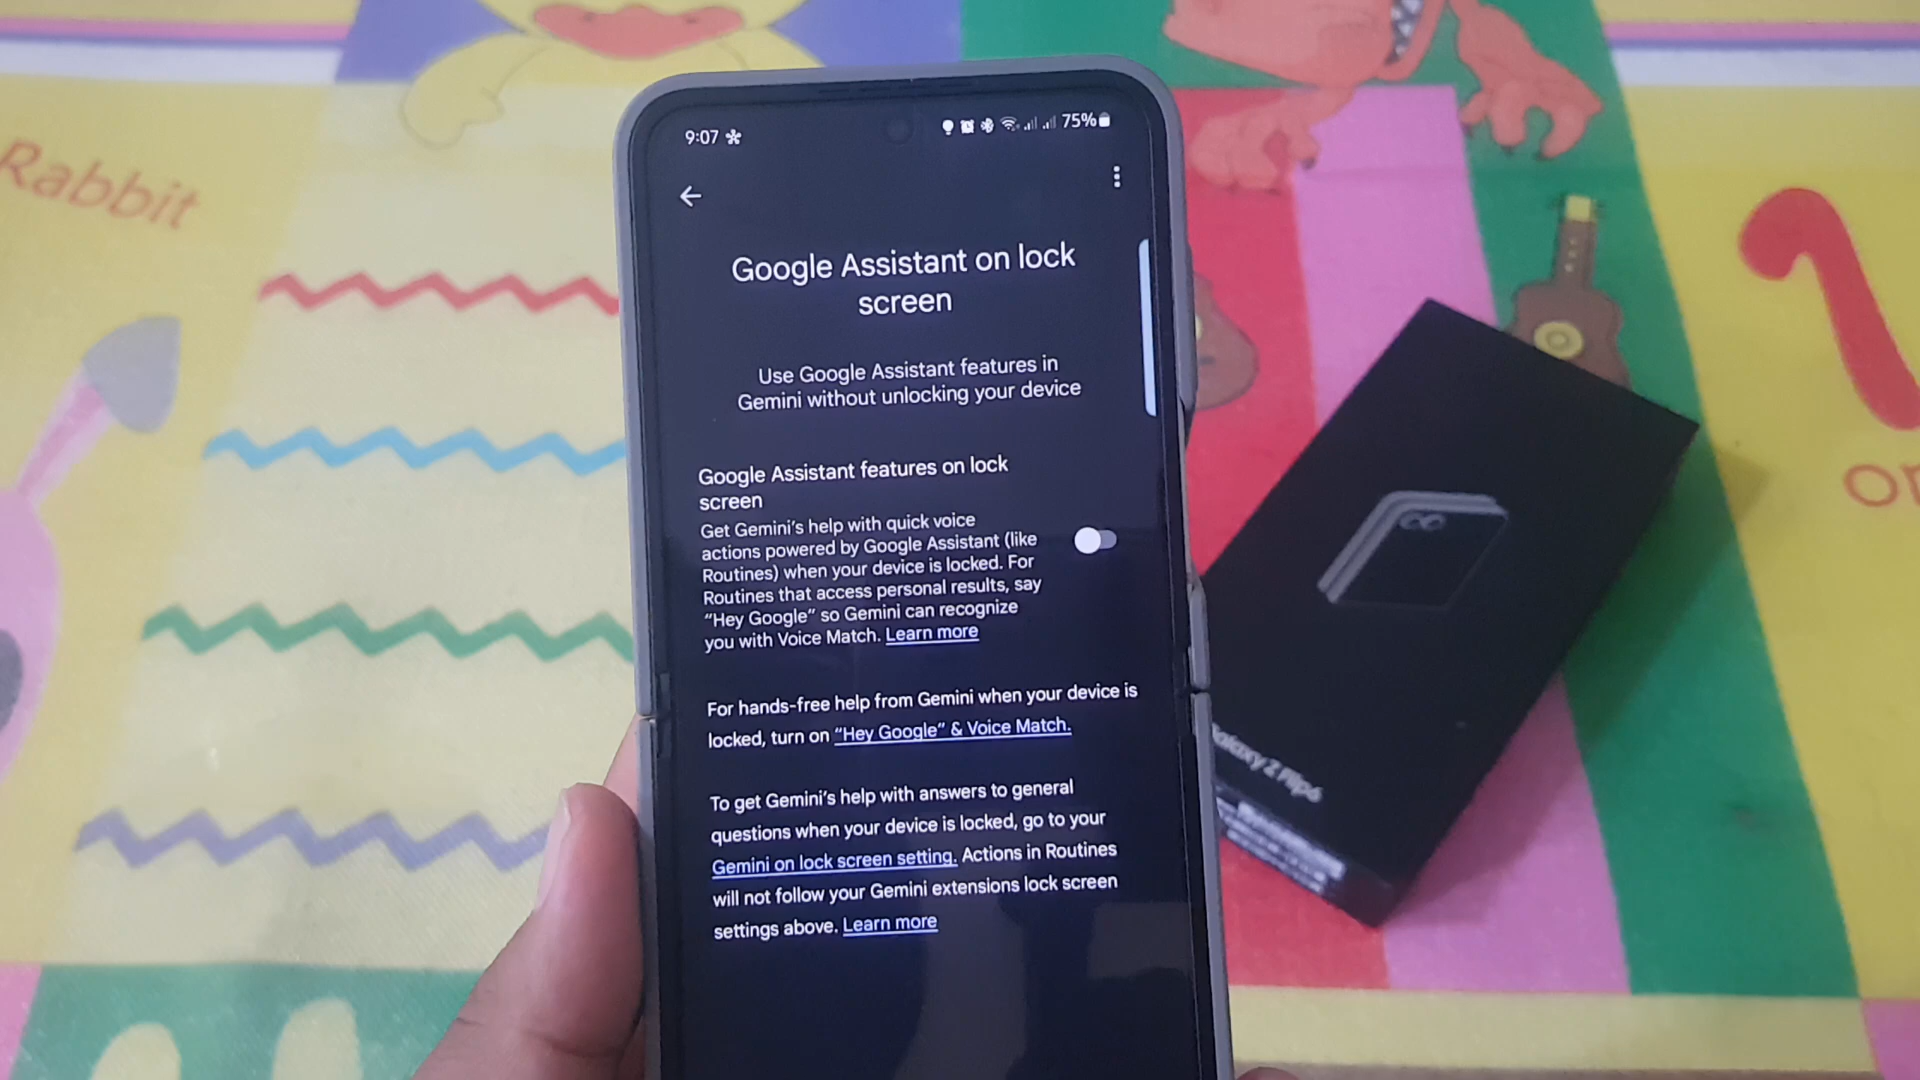 Rabbit
9:07
75%
Google Assistant on lock
screen
Use Google Assistant features in
Gemini without unlocking your device
Google Assistant features on lock
screen
Get Gemini's help with quick voice
actions powered by Google Assistant (like
Routines) when your device is locked. For
Routines that access personal results, say
"Hey Google" so Gemini can recognize
you with Voice Match. Learn more
For hands-free help from Gemini when your device is
locked, turn on "Hey Google" & Voice Match.
To get Gemini's help with answers to general
questions when your device is locked, go to your
Gemini on lock screen setting. Actions in Routines
will not follow your Gemini extensions lock screen
settings above. Learn more
Galaxy Z Flip6